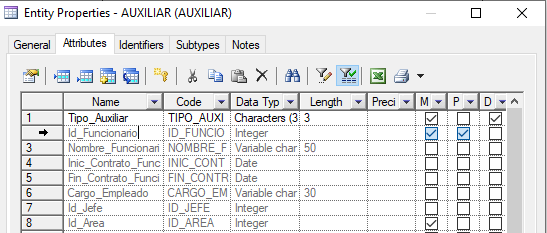 Entity Properties - AUXILIAR (AUXILIAR)
General Attributes Identifiers Subtypes Notes
Name Code Data Typ Length Preci M P D
1 Tipo_Auxiliar TIPO_AUXI Characters (3 3
Id_Funcionario ID_FUNCIO Integer
3 Nombre_Funcionari NOMBRE_F Variable char 50
4 Inic_Contrato_Func INIC_CONT Date
5 Fin_Contrato_Funci FIN_CONTR Date
6 Cargo_Empleado CARGO_EM Variable char 30
7 Id_Jefe ID_JEFE Integer
8 Id_Area ID_AREA Integer